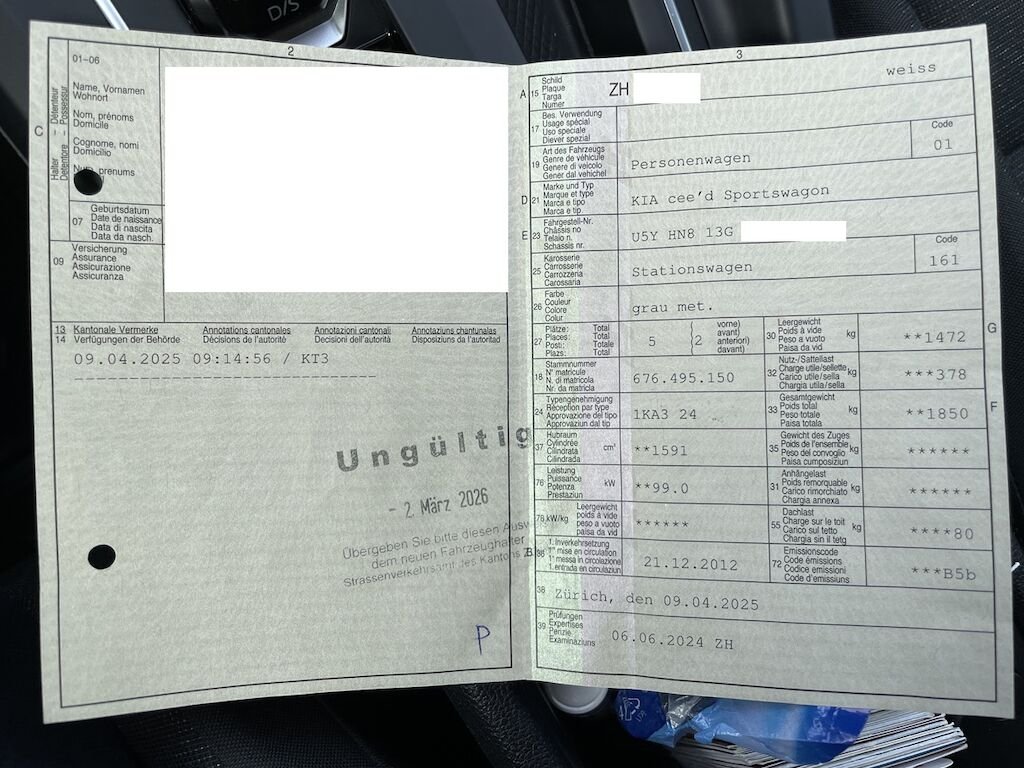 D/S
2
01-06
C
Halter – Détenteur
Detentore – Possessur
Name, Vornamen
Wohnort
Nom, prénoms
Domicile
Cognome, nomi
Domicilio
prenums
07
Geburtsdatum
Date de naissance
Data di nascita
Data da nasch.
09
Versicherung
Assurance
Assicurazione
Assicuranza
13
14
Kantonale Vermerke
Verfügungen der Behörde
Annotations cantonales
Décisions de l'autorité
Annotazioni cantonali
Decisioni dell'autorità
Annotaziuns chantunalas
Disposiziuns da l'autoritad
09.04.2025 09:14:56 / KT3
Ungültig
- 2. März 2026
Übergeben Sie bitte diesen
dem neuen Fahrzeughalter
Strassenverkehrsamt des Kantons
P
3
A 15
Schild
Plaque
Targa
Numer
ZH
weiss
17
Bes. Verwendung
Usage spécial
Uso speciale
Diever spezial
19
Art des Fahrzeugs
Genre de véhicule
Genere di veicolo
Gener dal vehichel
Personenwagen
Code
01
D 21
Marke und Typ
Marque et type
Marca e tipo
Marca e tip.
KIA cee'd Sportswagon
E 23
Fahrgestell-Nr.
Châssis no
Telaio n.
Schassis nr.
U5Y HN8 13G
25
Karosserie
Carrosserie
Carrozzeria
Carossaria
Stationswagen
Code
161
26
Farbe
Couleur
Colore
Colur
grau met.
27
Plätze: Total
Places: Total
Posti: Totale
Plazs: Total
5
2
vorne)
avant)
anteriori)
davant)
30
Leergewicht
Poids à vide
Peso a vuoto
Paisa da vid
kg
**1472
G
18
Stammnummer
N° matricule
N. di matricola
Nr. da matricla
676.495.150
32
Nutz-/Sattellast
Charge utile/sellette
Carico utile/sella
Chargia utila/sella
kg
***378
24
Typengenehmigung
Réception par type
Approvazione del tipo
Approvaziun dal tip
1KA3 24
33
Gesamtgewicht
Poids total
Peso totale
Paisa totala
kg
**1850
F
37
Hubraum
Cylindrée
Cilindrata
Cilindrada
cm³
**1591
35
Gewicht des Zuges
Poids de l'ensemble
Peso del convoglio
Paisa cumposiziun
kg
******
76
Leistung
Puissance
Potenza
Prestaziun
kW
**99.0
31
Anhängelast
Poids remorquable
Carico rimorchiato
Chargia annexa
kg
******
78 kW/kg
Leergewicht
poids à vide
peso a vuoto
paisa da vid
******
55
Dachlast
Charge sur le toit
Carico sul tetto
Chargia sin il tetg
kg
****80
B 36
1. Inverkehrsetzung
1re mise en circulation
1a messa in circolazione
1. entrada en circulaziun
21.12.2012
72
Emissionscode
Code émissions
Codice emissioni
Code d'emissiuns
***B5b
38
Zürich, den 09.04.2025
39
Prüfungen
Expertises
Perizie
Examinaziuns
06.06.2024 ZH